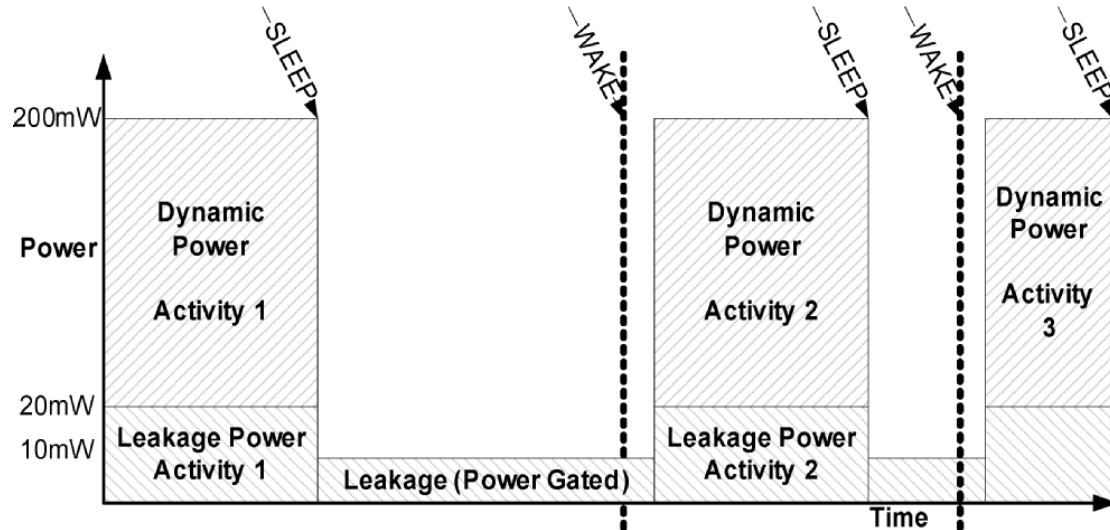 —SLEEP
—WAKE
—SLEEP
—WAKE
—SLEEP
200mW
Dynamic
Power
Activity 1
Dynamic
Power
Activity 2
Dynamic
Power
Activity
3
Power
20mW
10mW
Leakage Power
Activity 1
Leakage (Power Gated)
Leakage Power
Activity 2
Time